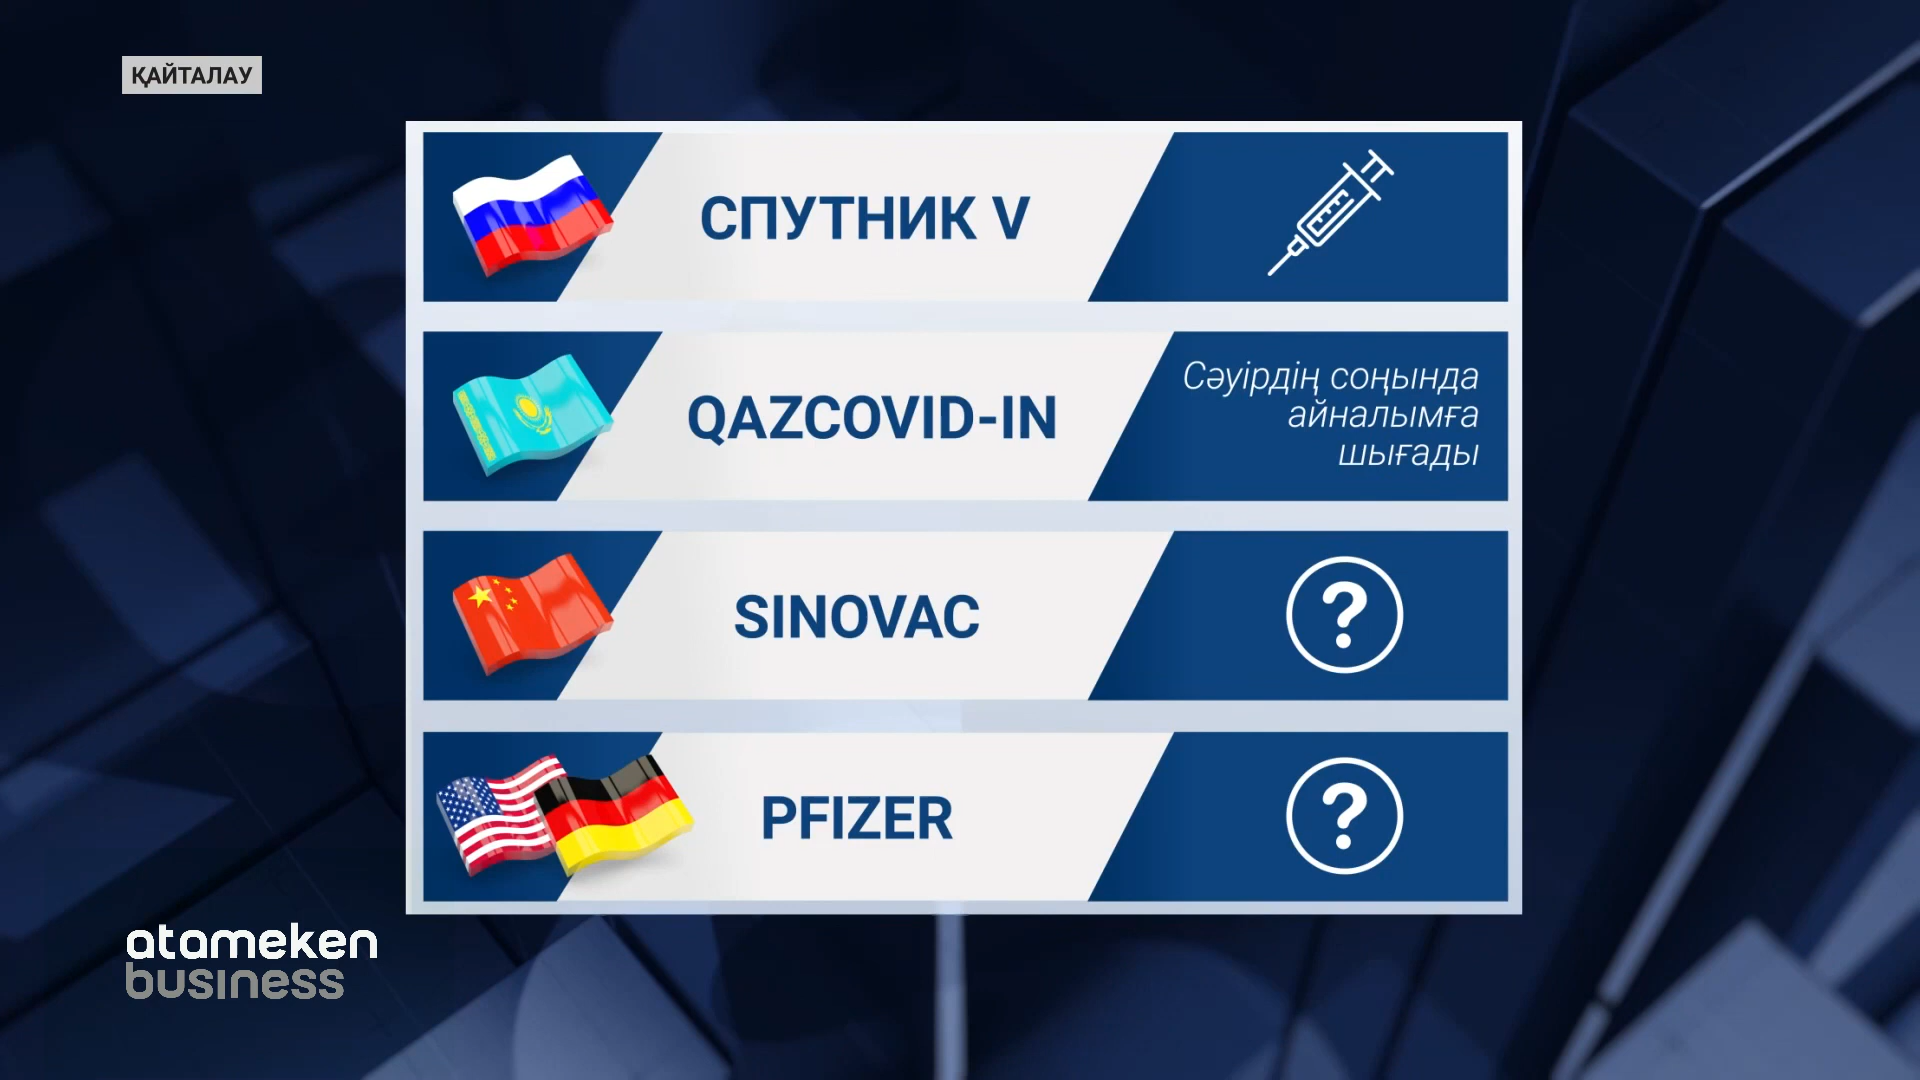 ҚАЙТАЛАУ
СПУТНИК V
QAZCOVID-IN
Сәуірдің соңында
айналымға
шығады
SINOVAC
?
PFIZER
?
atameken
business